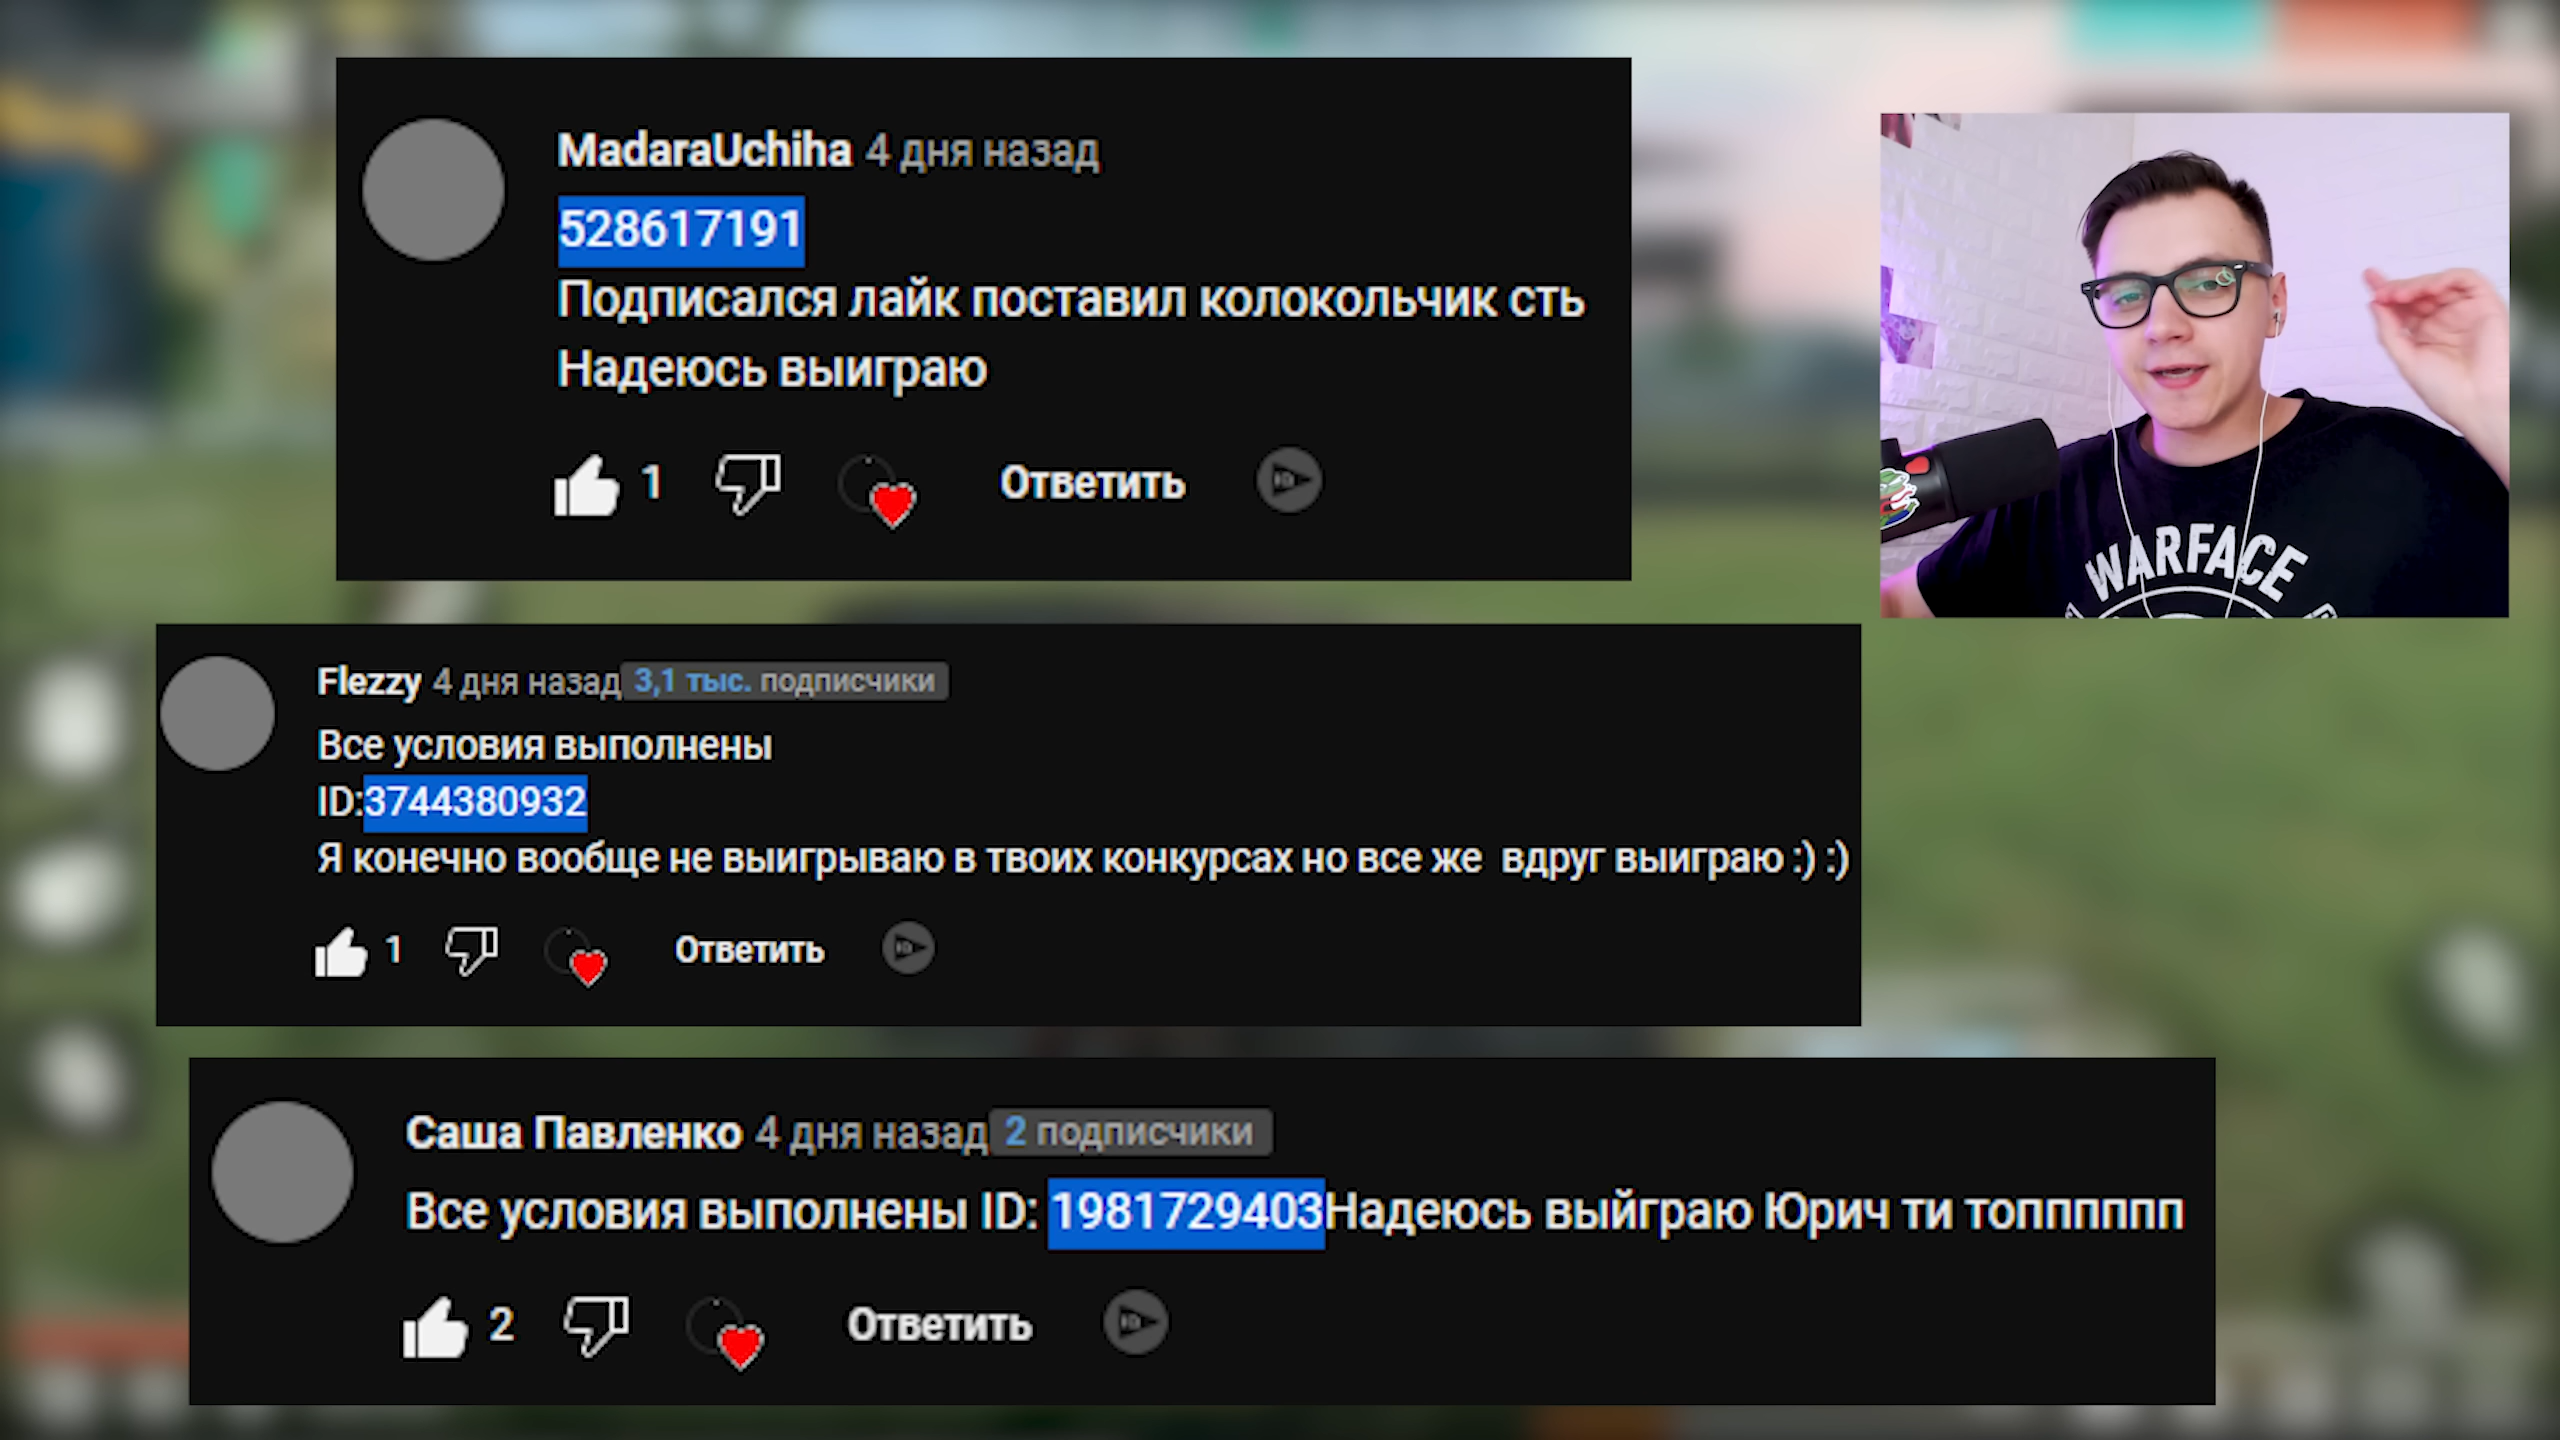 MadaraUchiha 4 дня назад
528617191
Подписался лайк поставил колокольчик сть
Надеюсь выиграю
1 Ответить
WARFACE
Flezzy 4 дня назад 3,1 тыс. подписчики
Все условия выполнены
ID:3744380932
Я конечно вообще не выигрываю в твоих конкурсах но все же вдруг выиграю :) :)
1 Ответить
Саша Павленко 4 дня назад 2 подписчики
Все условия выполнены ID: 1981729403Надеюсь выйграю Юрич ти топппппп
2 Ответить